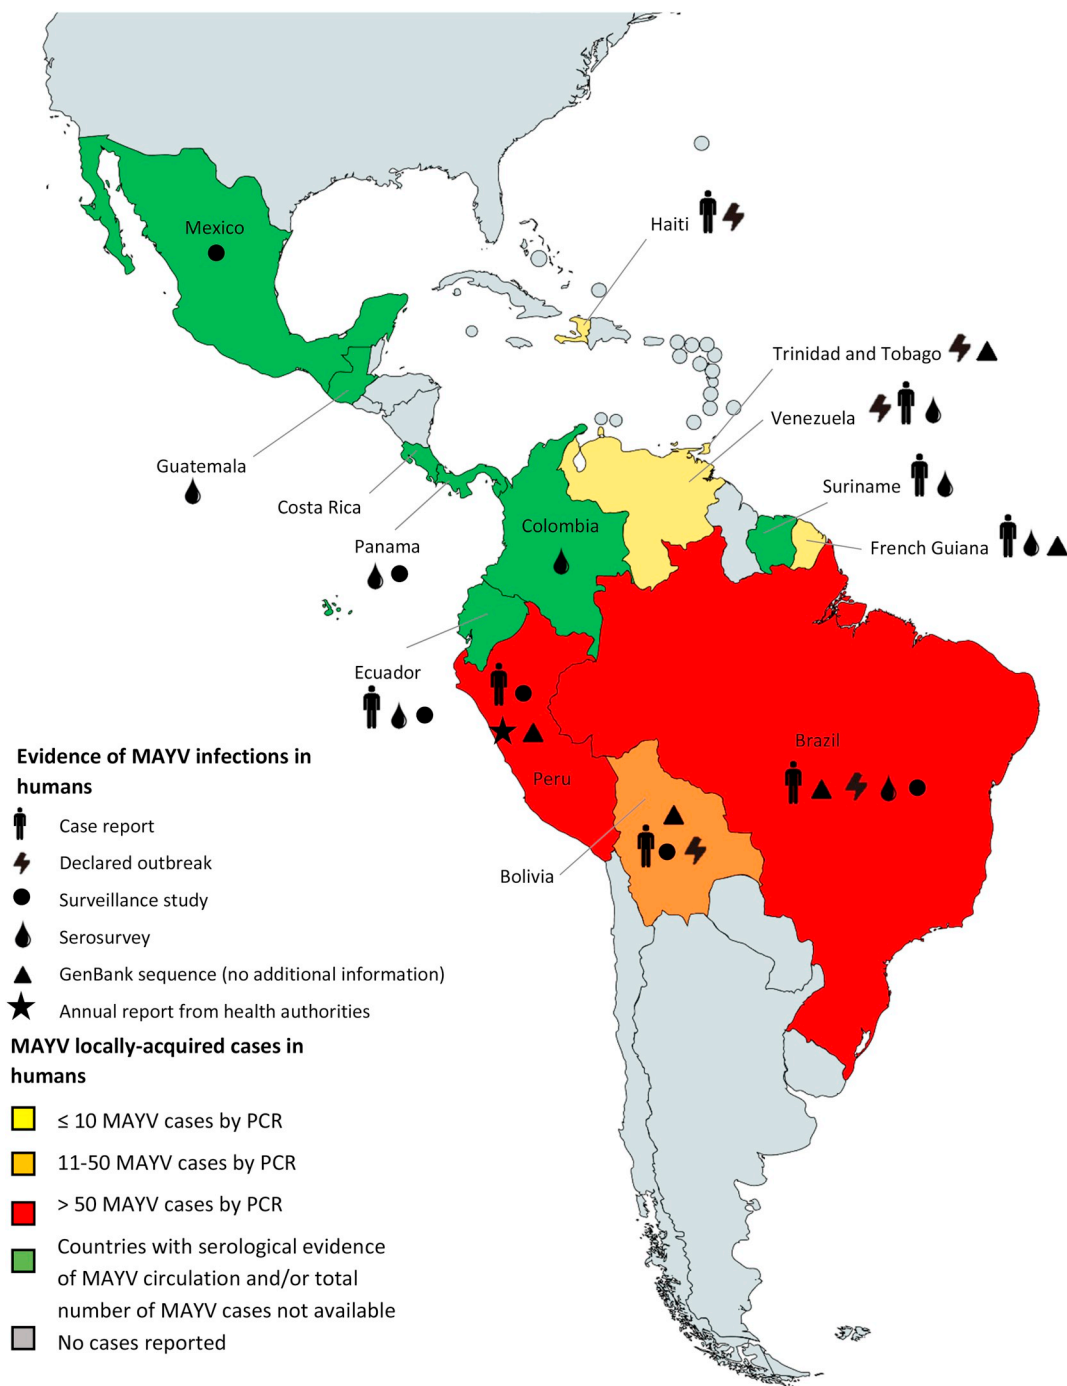 Mexico
Haiti
Trinidad and Tobago
Venezuela
Guatemala
Suriname
Costa Rica
Colombia
Panama
French Guiana
Ecuador
Brazil
Peru
Bolivia
Evidence of MAYV infections in
humans
Case report
Declared outbreak
Surveillance study
Serosurvey
GenBank sequence (no additional information)
Annual report from health authorities
MAYV locally-acquired cases in
humans
≤ 10 MAYV cases by PCR
11-50 MAYV cases by PCR
> 50 MAYV cases by PCR
Countries with serological evidence
of MAYV circulation and/or total
number of MAYV cases not available
No cases reported